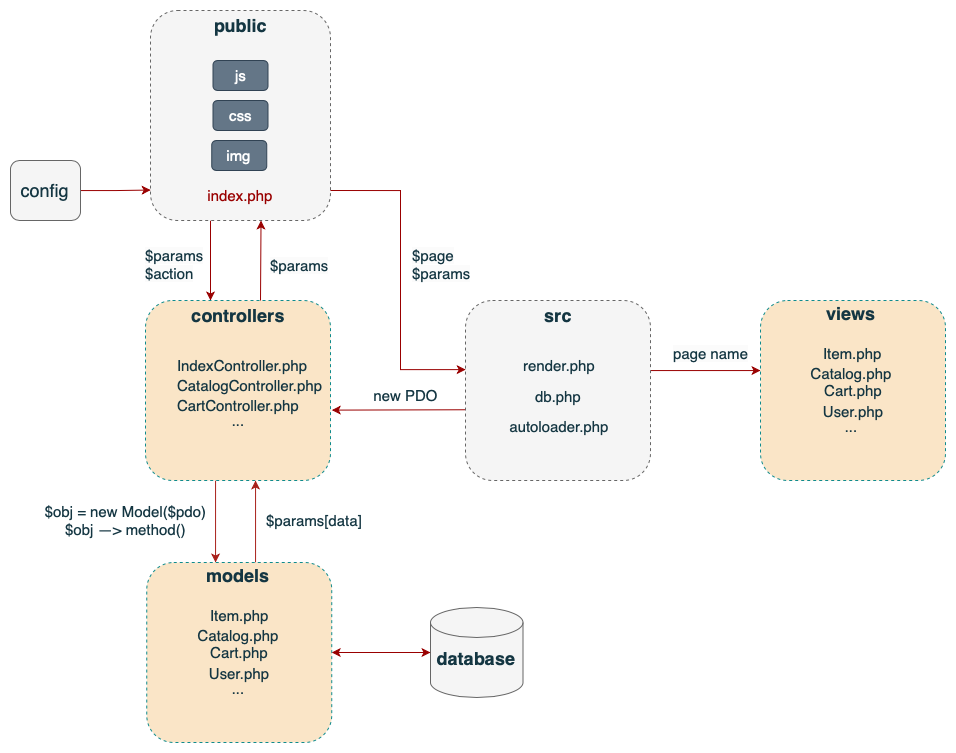 public
js
css
img
index.php
config
$params
$action
$params
$page
$params
controllers
IndexController.php
CatalogController.php
CartController.php
...
new PDO
src
render.php
db.php
autoloader.php
page name
views
Item.php
Catalog.php
Cart.php
User.php
...
$obj = new Model($pdo)
$obj —> method()
$params[data]
models
Item.php
Catalog.php
Cart.php
User.php
...
database